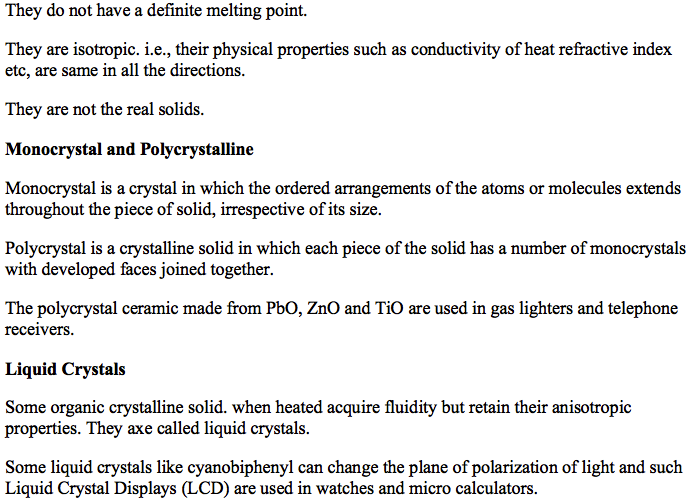 They do not have a definite melting point.
They are isotropic. i.e., their physical properties such as conductivity of heat refractive index
etc, are same in all the directions.
They are not the real solids.
Monocrystal and Polycrystalline
Monocrystal is a crystal in which the ordered arrangements of the atoms or molecules extends
throughout the piece of solid, irrespective of its size.
Polycrystal is a crystalline solid in which each piece of the solid has a number of monocrystals
with developed faces joined together.
The polycrystal ceramic made from PbO, ZnO and TiO are used in gas lighters and telephone
receivers.
Liquid Crystals
Some organic crystalline solid. when heated acquire fluidity but retain their anisotropic
properties. They axe called liquid crystals.
Some liquid crystals like cyanobiphenyl can change the plane of polarization of light and such
Liquid Crystal Displays (LCD) are used in watches and micro calculators.